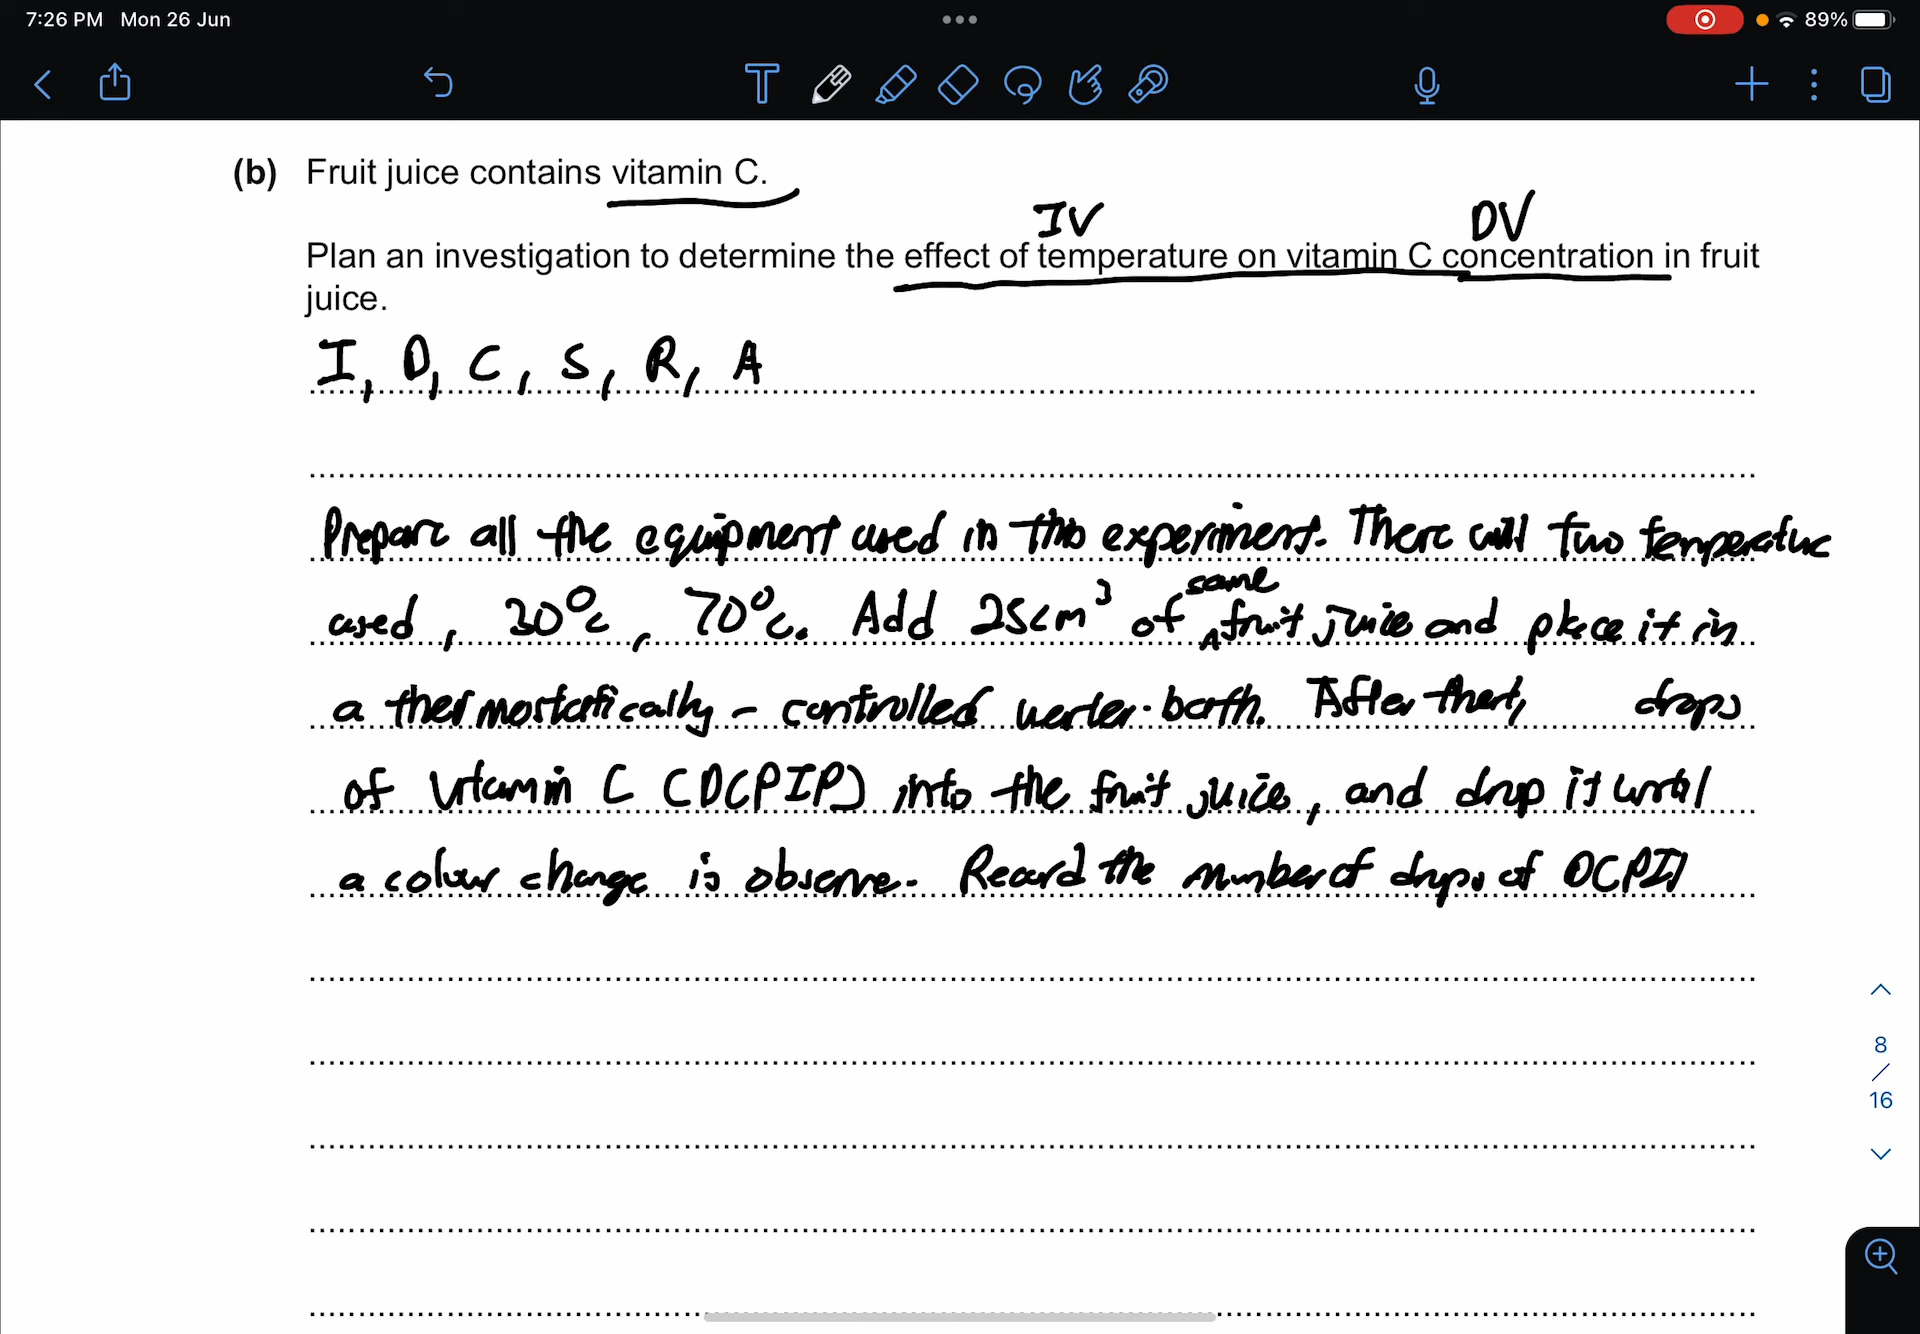 7:26 PM Mon 26 Jun
89%
(b) Fruit juice contains vitamin C.
IV DV
Plan an investigation to determine the effect of temperature on vitamin C concentration in fruit
juice.
I, D, C, S, R, A
Prepare all the equipment used in this experiment. There will two temperature
same
used, 30°c, 70°c. Add 25cm³ of fruit juice and place it in
a thermostatically - controlled water-bath. After that, drops
of vitamin C (DCPIP) into the fruit juice, and drop it until
a colour change is observe. Record the number of drops of DCPIP
8
/
16